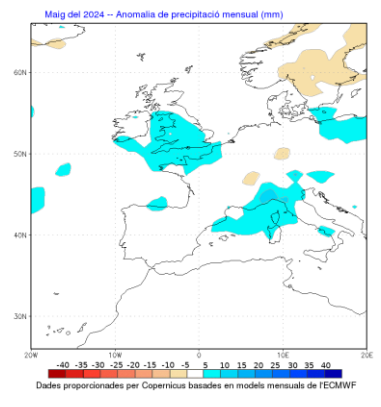 Maig del 2024 -- Anomalia de precipitació mensual (mm)
60N
50N
40N
30N
20W 10W 0 10E 20E
-40 -35 -30 -25 -20 -15 -10 -5 5 10 15 20 25 30 35 40
Dades proporcionades per Copernicus basades en models mensuals de l'ECMWF